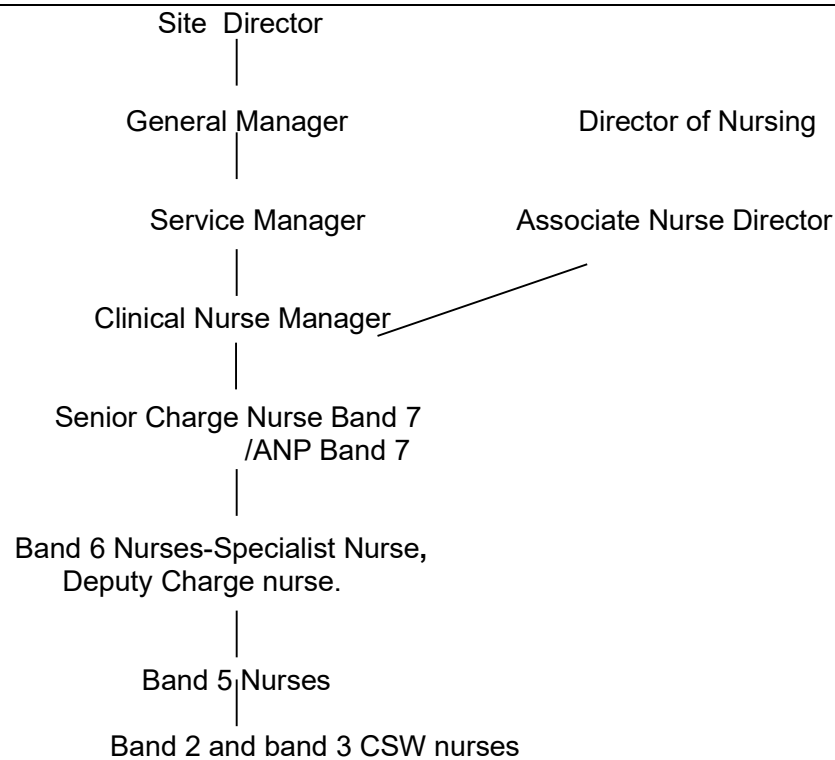 Site Director
General Manager
Director of Nursing
Service Manager
Associate Nurse Director
Clinical Nurse Manager
Senior Charge Nurse Band 7
/ANP Band 7
Band 6 Nurses-Specialist Nurse,
Deputy Charge nurse.
Band 5 Nurses
Band 2 and band 3 CSW nurses